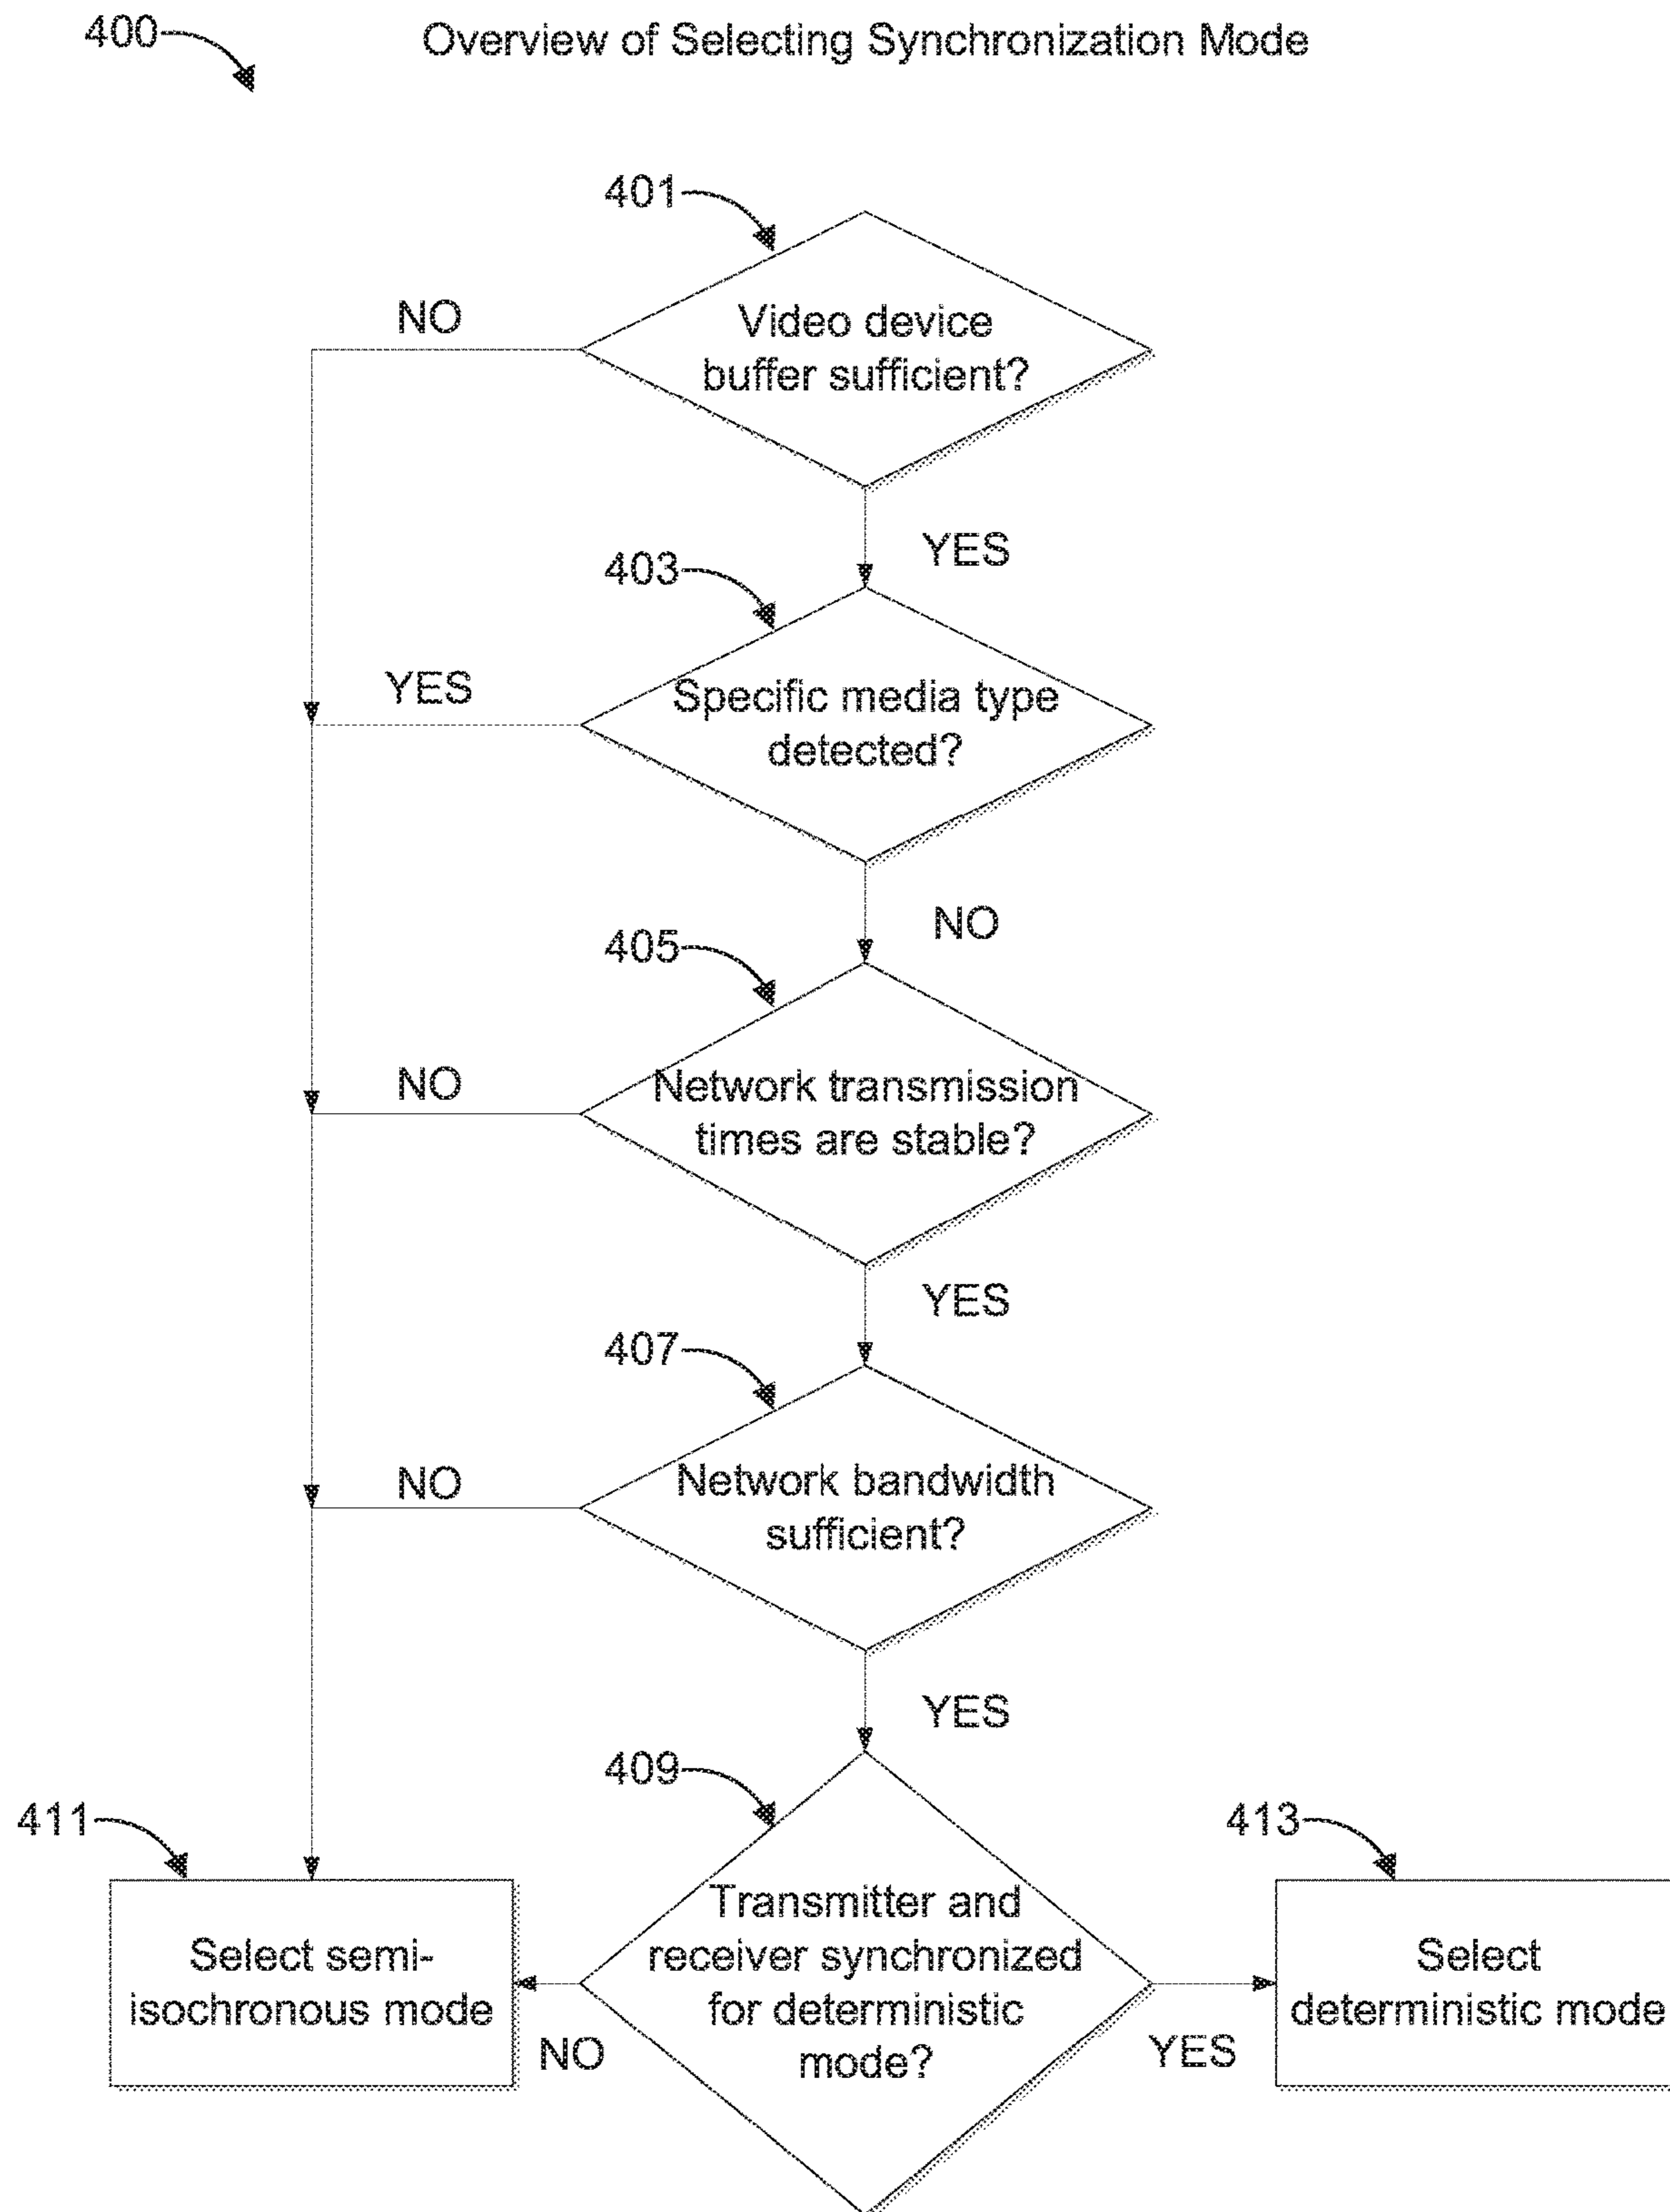 400
Overview of Selecting Synchronization Mode
401
NO
Video device
buffer sufficient?
YES
403
YES
Specific media type
detected?
NO
405
NO
Network transmission
times are stable?
YES
407
NO
Network bandwidth
sufficient?
YES
409
411
413
Select semi-
isochronous mode
Transmitter and
receiver synchronized
for deterministic
mode?
Select
deterministic mode
NO
YES